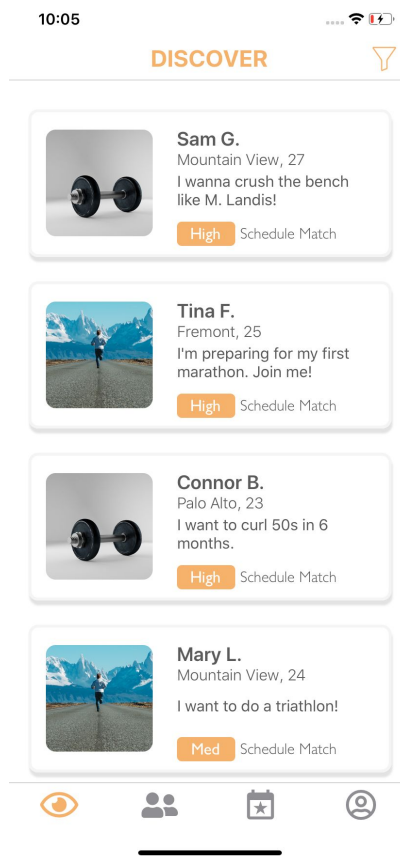 10:05
DISCOVER
Sam G.
Mountain View, 27
I wanna crush the bench
like M. Landis!
High Schedule Match
Tina F.
Fremont, 25
I'm preparing for my first
marathon. Join me!
High Schedule Match
Connor B.
Palo Alto, 23
I want to curl 50s in 6
months.
High Schedule Match
Mary L.
Mountain View, 24
I want to do a triathlon!
Med Schedule Match